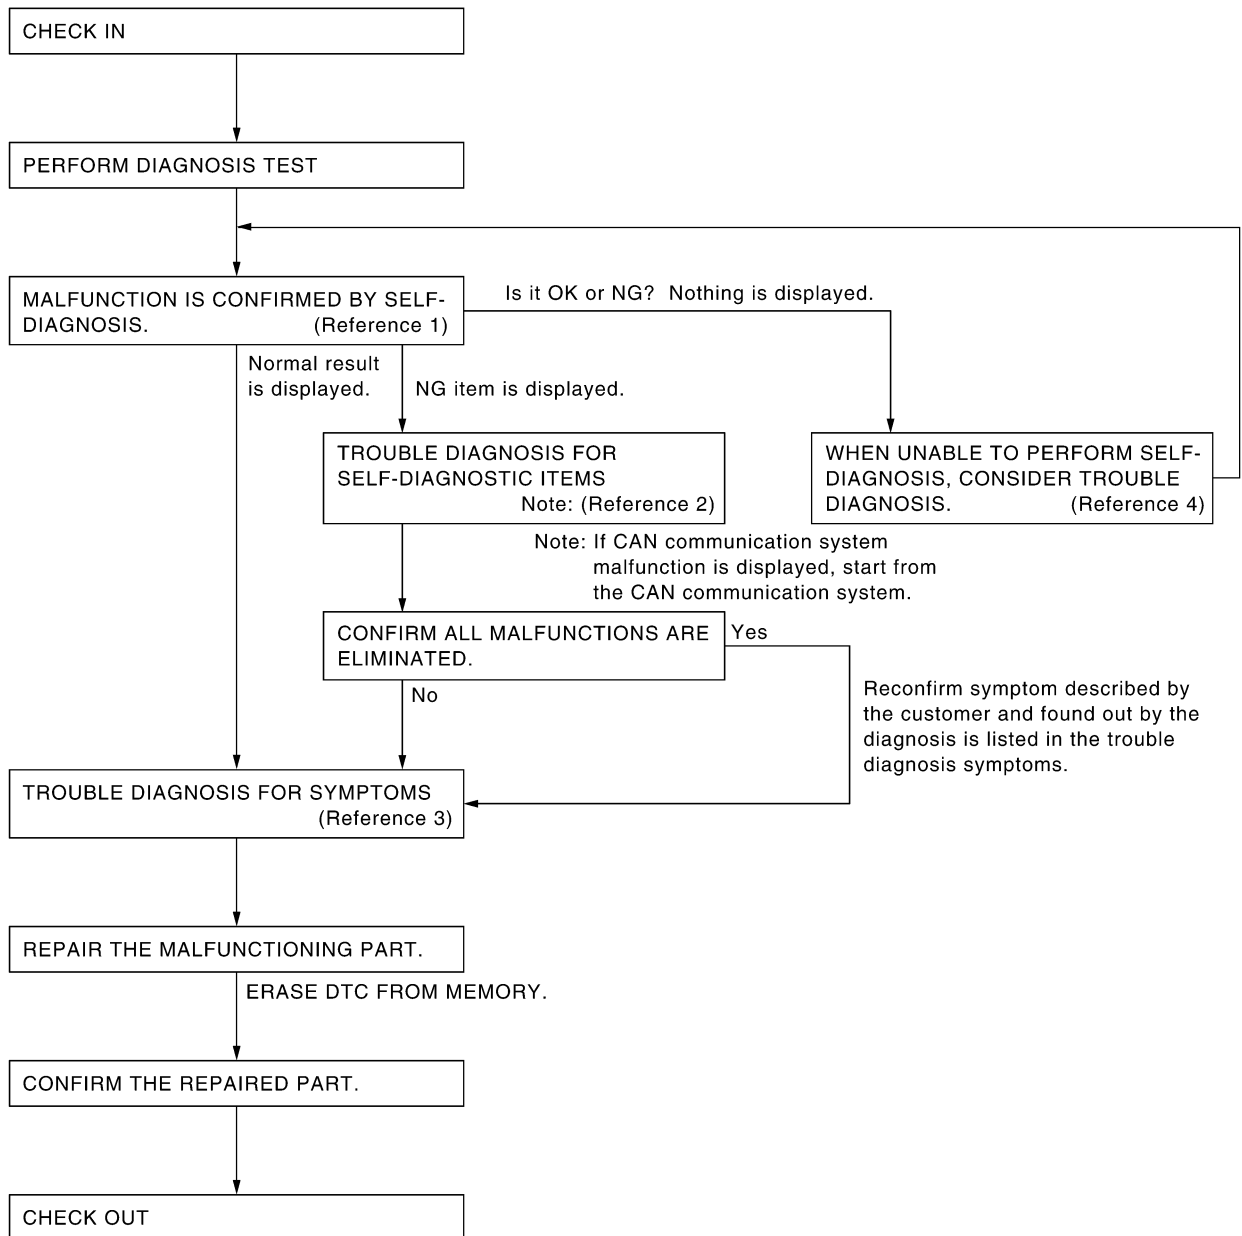 CHECK IN
PERFORM DIAGNOSIS TEST
MALFUNCTION IS CONFIRMED BY SELF-
DIAGNOSIS. (Reference 1)
Is it OK or NG? Nothing is displayed.
Normal result
is displayed.
NG item is displayed.
TROUBLE DIAGNOSIS FOR
SELF-DIAGNOSTIC ITEMS
Note: (Reference 2)
WHEN UNABLE TO PERFORM SELF-
DIAGNOSIS, CONSIDER TROUBLE
DIAGNOSIS. (Reference 4)
Note: If CAN communication system
malfunction is displayed, start from
the CAN communication system.
CONFIRM ALL MALFUNCTIONS ARE
ELIMINATED.
Yes
No
Reconfirm symptom described by
the customer and found out by the
diagnosis is listed in the trouble
diagnosis symptoms.
TROUBLE DIAGNOSIS FOR SYMPTOMS
(Reference 3)
REPAIR THE MALFUNCTIONING PART.
ERASE DTC FROM MEMORY.
CONFIRM THE REPAIRED PART.
CHECK OUT